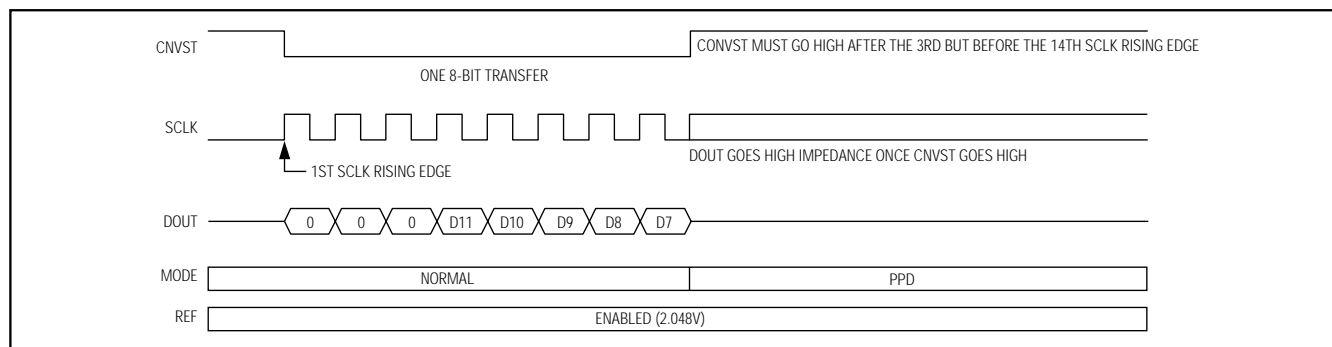 CNVST
CONVST MUST GO HIGH AFTER THE 3RD BUT BEFORE THE 14TH SCLK RISING EDGE
ONE 8-BIT TRANSFER
SCLK
DOUT GOES HIGH IMPEDANCE ONCE CNVST GOES HIGH
1ST SCLK RISING EDGE
DOUT 0 0 0 D11 D10 D9 D8 D7
MODE NORMAL PPD
REF ENABLED (2.048V)